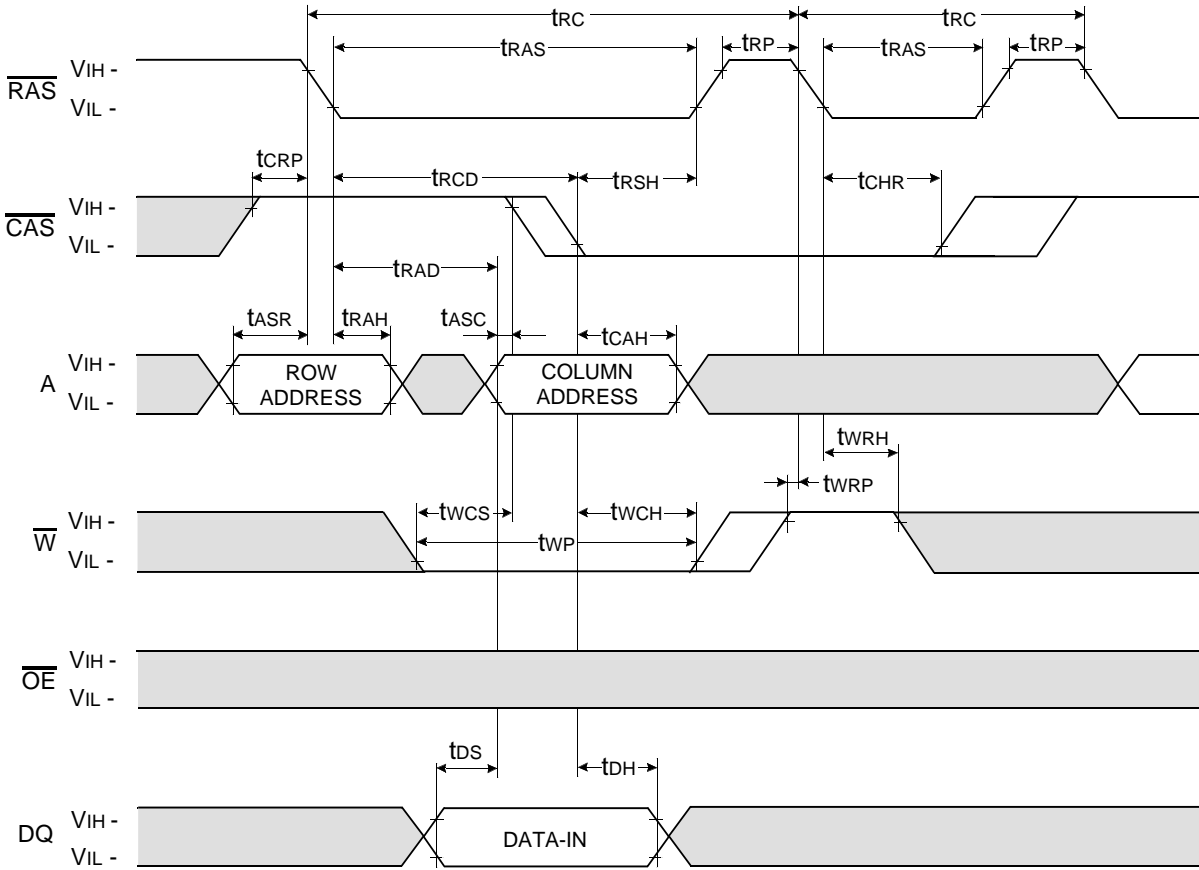 tRC tRC
tRAS tRP tRAS tRP
RAS VIH -
VIL -
tCRP tRCD tRSH tCHR
CAS VIH -
VIL -
tRAD
tASR tRAH tASC tCAH
A VIH -
VIL -
ROW
ADDRESS
COLUMN
ADDRESS
tWRH
tWRP
tWCS tWCH
W VIH -
VIL -
tWP
OE VIH -
VIL -
tDS tDH
DQ VIH -
VIL -
DATA-IN